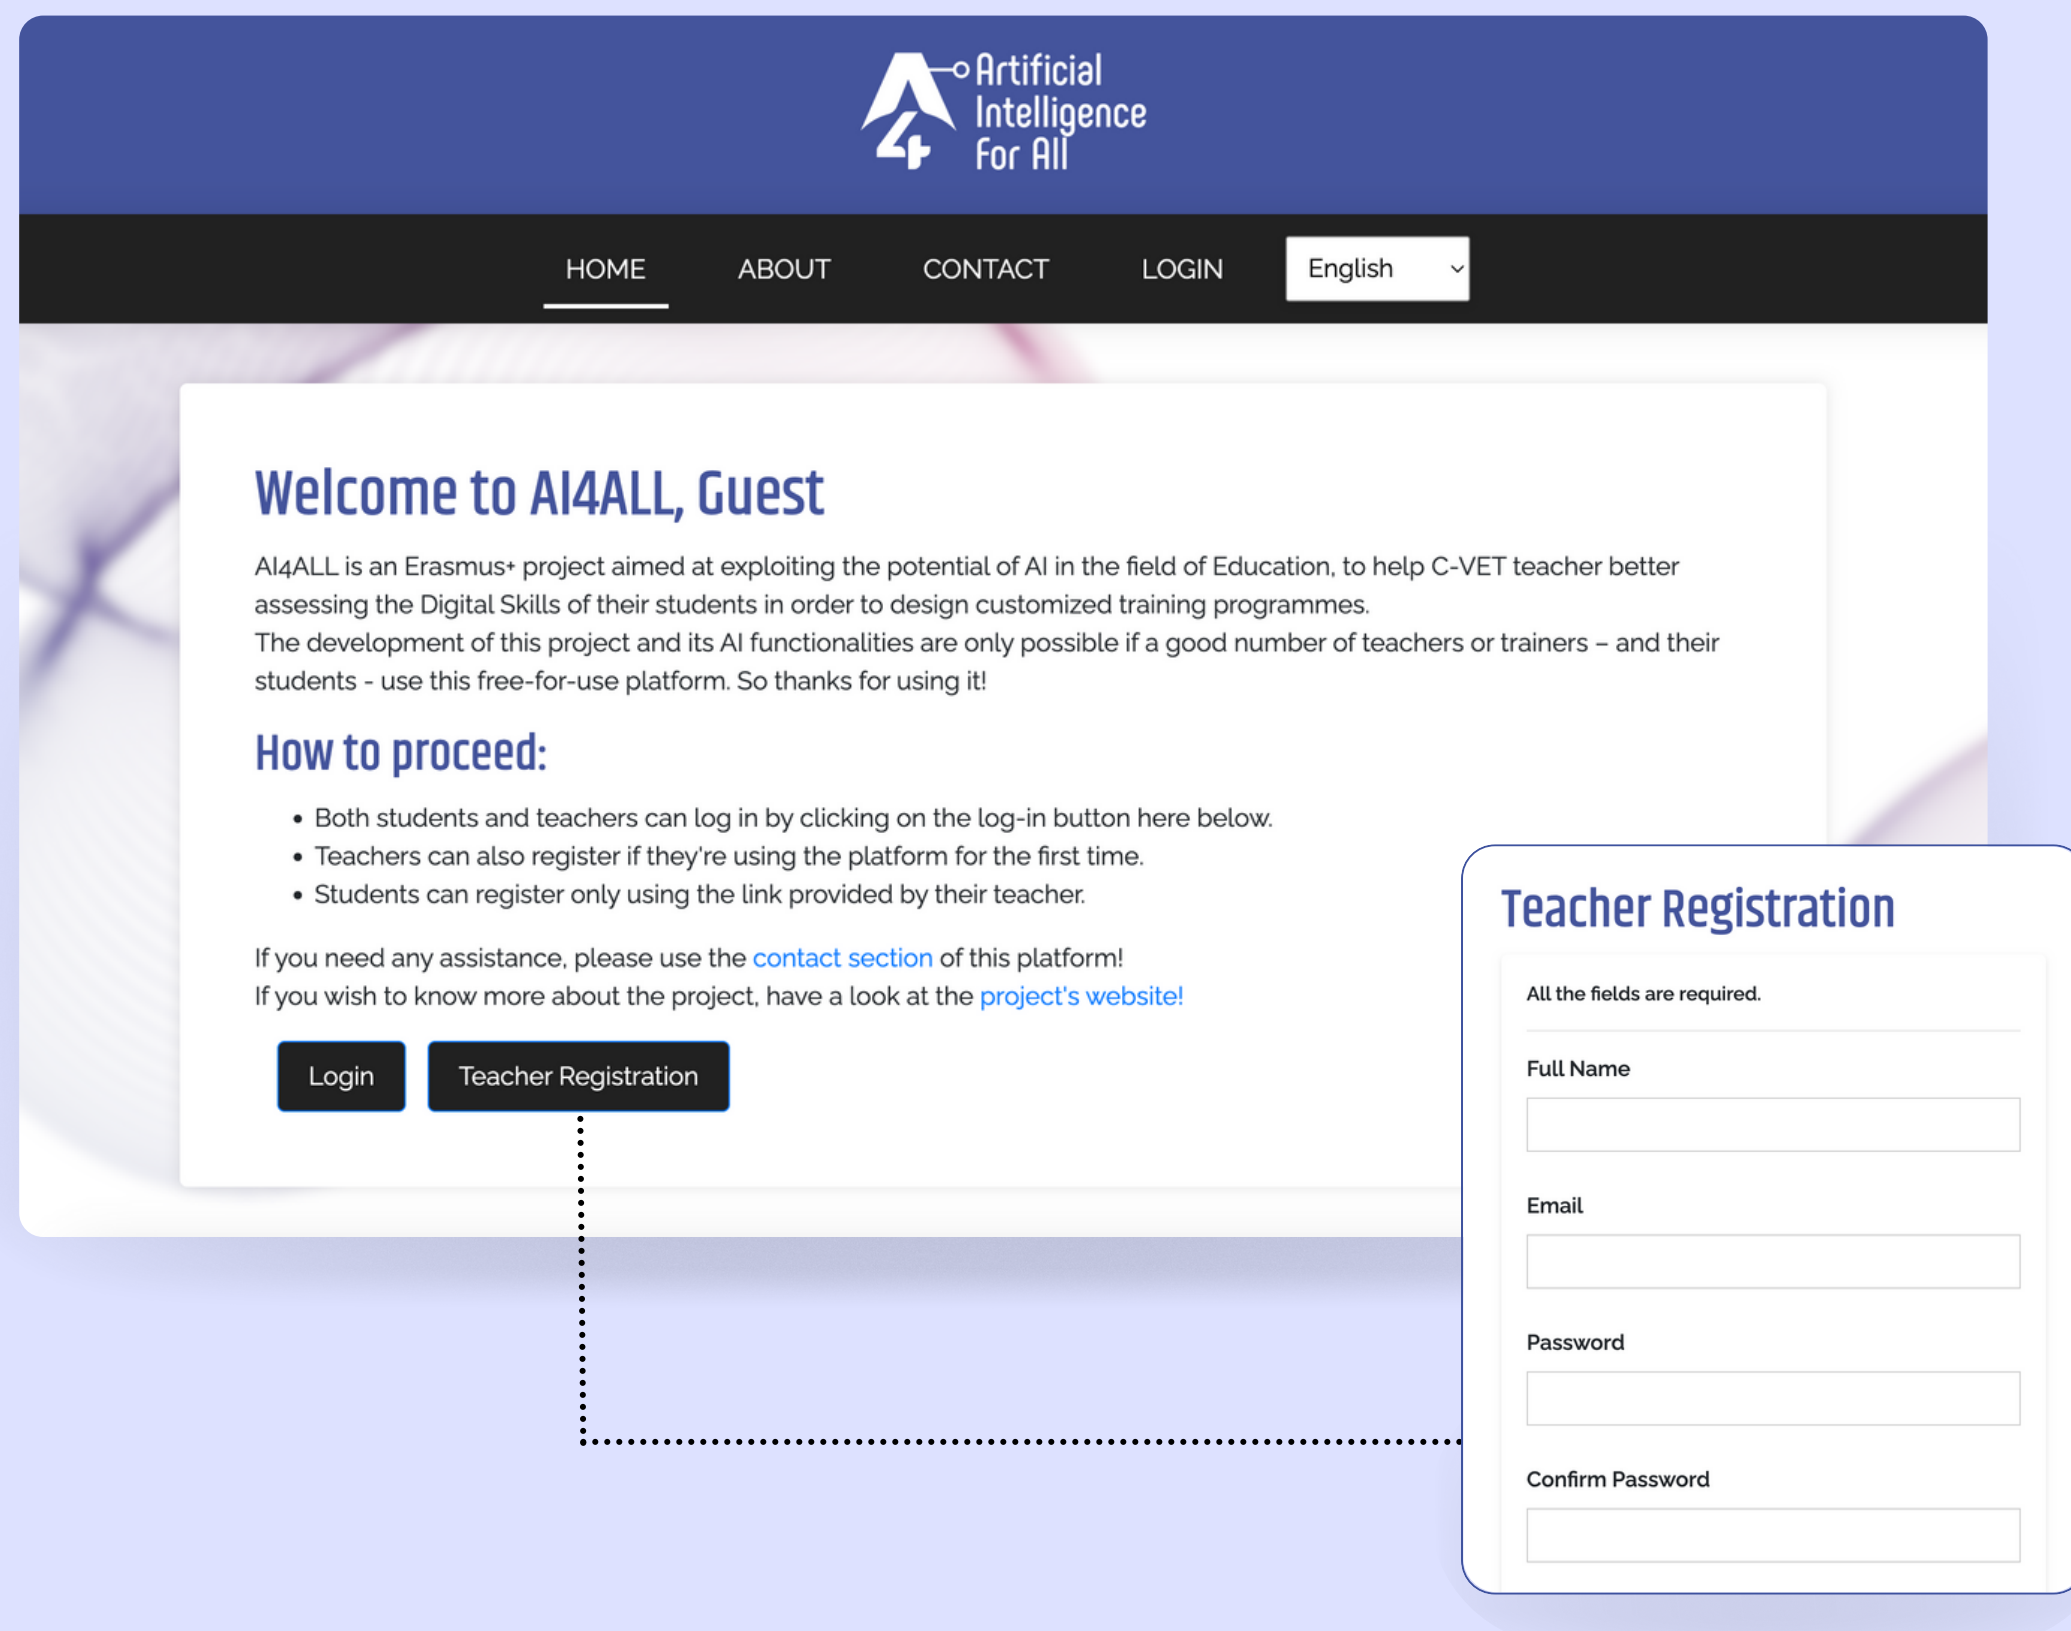 Artificial
Intelligence
For All
HOME
ABOUT
CONTACT
LOGIN
English
Welcome to AI4ALL, Guest
AI4ALL is an Erasmus+ project aimed at exploiting the potential of AI in the field of Education, to help C-VET teacher better
assessing the Digital Skills of their students in order to design customized training programmes.
The development of this project and its AI functionalities are only possible if a good number of teachers or trainers – and their
students - use this free-for-use platform. So thanks for using it!
How to proceed:
• Both students and teachers can log in by clicking on the log-in button here below.
• Teachers can also register if they're using the platform for the first time.
• Students can register only using the link provided by their teacher.
If you need any assistance, please use the contact section of this platform!
If you wish to know more about the project, have a look at the project's website!
Login
Teacher Registration
Teacher Registration
All the fields are required.
Full Name
Email
Password
Confirm Password